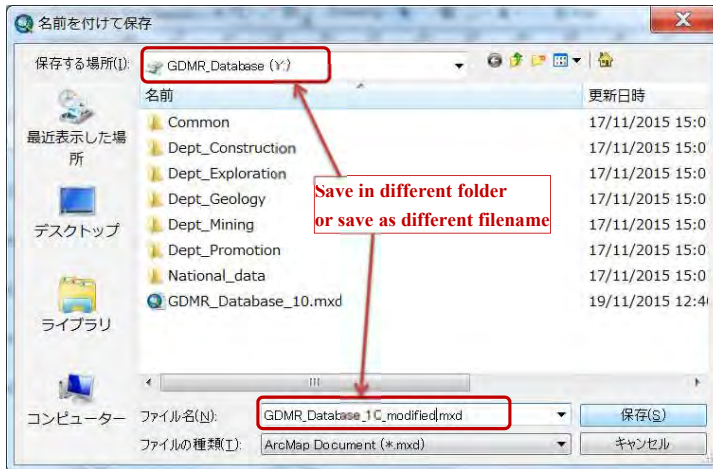 名前を付けて保存
保存する場所(I):
GDMR_Database (Y:)
名前
更新日時
Common
17/11/2015 15:0
Dept_Construction
17/11/2015 15:0
Dept_Exploration
17/11/2015 15:0
Dept_Geology
17/11/2015 15:0
Dept_Mining
17/11/2015 15:0
Dept_Promotion
17/11/2015 15:0
National_data
17/11/2015 15:0
GDMR_Database_10.mxd
19/11/2015 12:4
最近表示した場
所
デスクトップ
ライブラリ
コンピューター
Save in different folder
or save as different filename
ファイル名(N):
GDMR_Database_10_modified.mxd
保存(S)
ファイルの種類(T):
ArcMap Document (*.mxd)
キャンセル